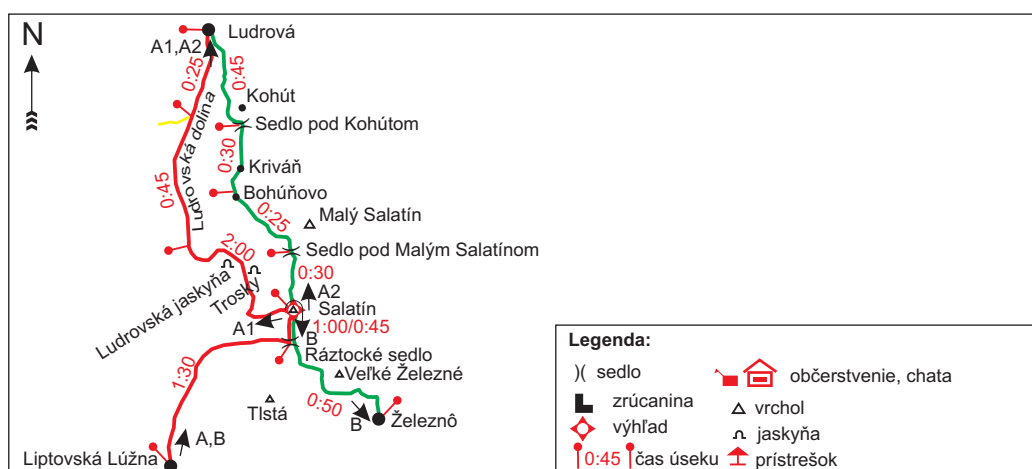 N
Ludrová
A1,A2
0:25
0:45
Kohút
Sedlo pod Kohútom
Ludrovská dolina
0:30
Kriváň
0:45
Bohúňovo
0:25
Malý Salatín
2:00
Sedlo pod Malým Salatínom
Ludrovská jaskyňa
Trosky
0:30
A2
Salatín
A1
1:00/0:45
B
Ráztocké sedlo
1:30
Veľké Železné
Tlstá
0:50
B
Železnô
A,B
Liptovská Lúžna
Legenda:
)( sedlo
občerstvenie, chata
zrúcanina
vrchol
výhľad
jaskyňa
0:45 čas úseku
prístrešok